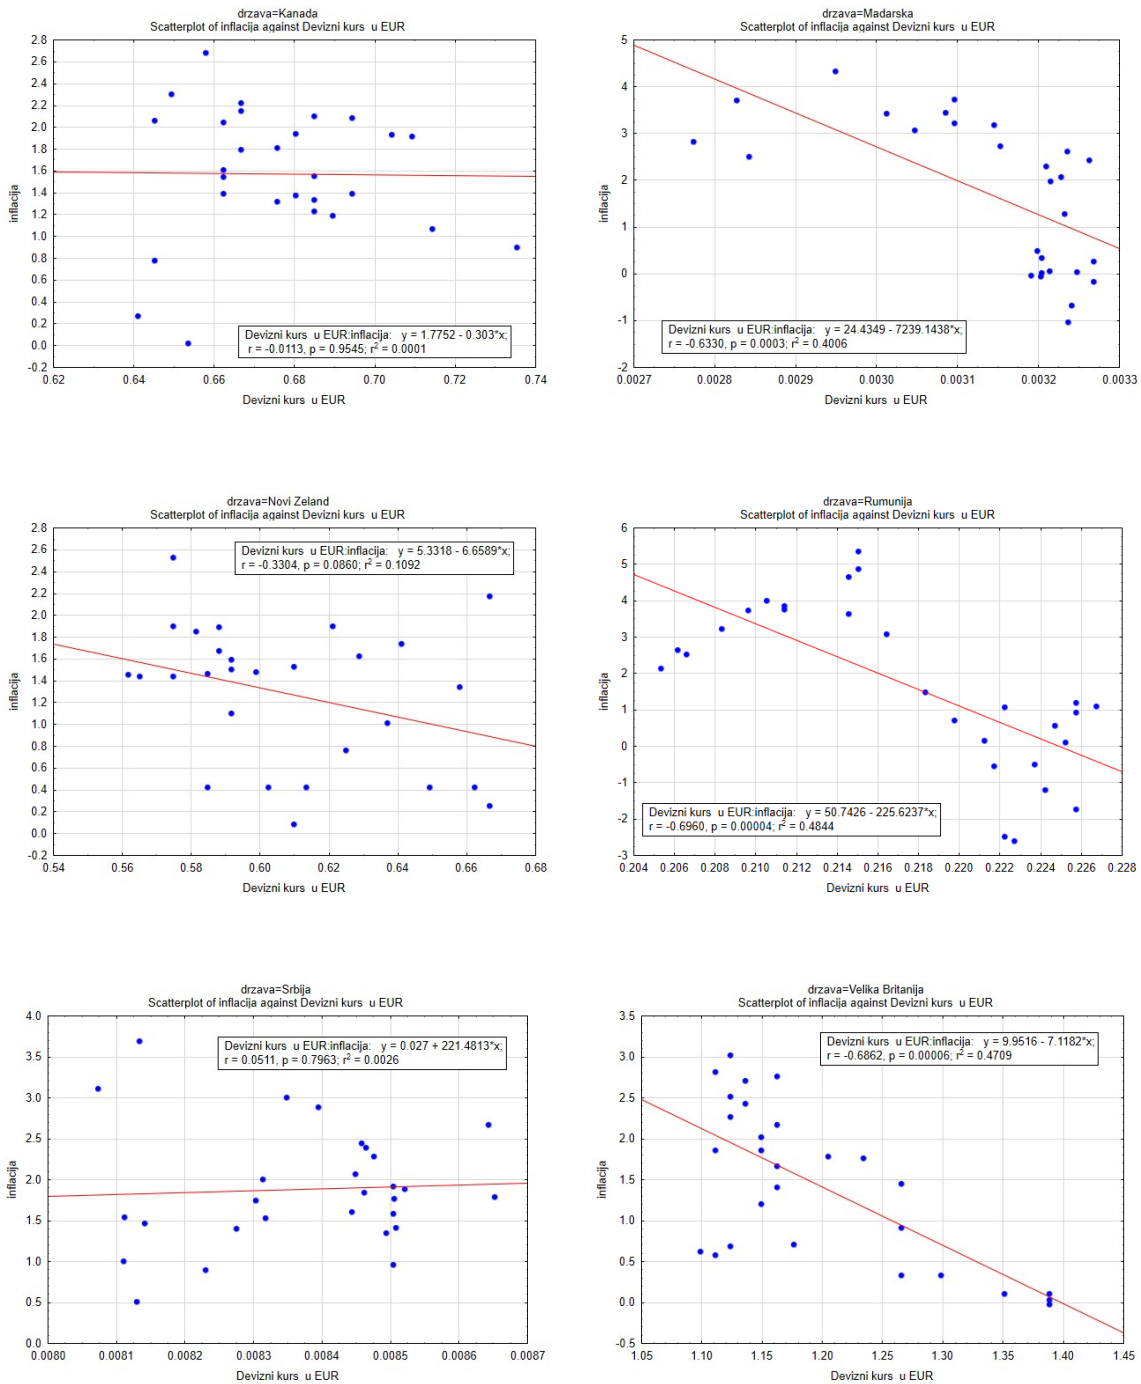 drzava=Kanada
Scatterplot of inflacija against Devizni kurs  u EUR
2.8
2.6
2.4
2.2
2.0
1.8
1.6
1.4
1.2
1.0
0.8
0.6
0.4
0.2
0.0
-0.2
inflacija
Devizni kurs  u EUR:inflacija:   y = 1.7752 - 0.303*x;
r = -0.0113, p = 0.9545; r² = 0.0001
0.62 0.64 0.66 0.68 0.70 0.72 0.74
Devizni kurs  u EUR
drzava=Madarska
Scatterplot of inflacija against Devizni kurs  u EUR
5
4
3
2
1
0
-1
-2
inflacija
Devizni kurs  u EUR:inflacija:   y = 24.4349 - 7239.1438*x;
r = -0.6330, p = 0.0003; r² = 0.4006
0.0027 0.0028 0.0029 0.0030 0.0031 0.0032 0.0033
Devizni kurs  u EUR
drzava=Novi Zeland
Scatterplot of inflacija against Devizni kurs  u EUR
2.8
2.6
2.4
2.2
2.0
1.8
1.6
1.4
1.2
1.0
0.8
0.6
0.4
0.2
0.0
-0.2
inflacija
Devizni kurs  u EUR:inflacija:   y = 5.3318 - 6.6589*x;
r = -0.3304, p = 0.0860; r² = 0.1092
0.54 0.56 0.58 0.60 0.62 0.64 0.66 0.68
Devizni kurs  u EUR
drzava=Rumunija
Scatterplot of inflacija against Devizni kurs  u EUR
6
5
4
3
2
1
0
-1
-2
-3
inflacija
Devizni kurs  u EUR:inflacija:   y = 50.7426 - 225.6237*x;
r = -0.6960, p = 0.00004; r² = 0.4844
0.204 0.206 0.208 0.210 0.212 0.214 0.216 0.218 0.220 0.222 0.224 0.226 0.228
Devizni kurs  u EUR
drzava=Srbija
Scatterplot of inflacija against Devizni kurs  u EUR
4.0
3.5
3.0
2.5
2.0
1.5
1.0
0.5
0.0
inflacija
Devizni kurs  u EUR:inflacija:   y = 0.027 + 221.4813*x;
r = 0.0511, p = 0.7963; r² = 0.0026
0.0080 0.0081 0.0082 0.0083 0.0084 0.0085 0.0086 0.0087
Devizni kurs  u EUR
drzava=Velika Britanija
Scatterplot of inflacija against Devizni kurs  u EUR
3.5
3.0
2.5
2.0
1.5
1.0
0.5
0.0
-0.5
inflacija
Devizni kurs  u EUR:inflacija:   y = 9.9516 - 7.1182*x;
r = -0.6862, p = 0.00006; r² = 0.4709
1.05 1.10 1.15 1.20 1.25 1.30 1.35 1.40 1.45
Devizni kurs  u EUR